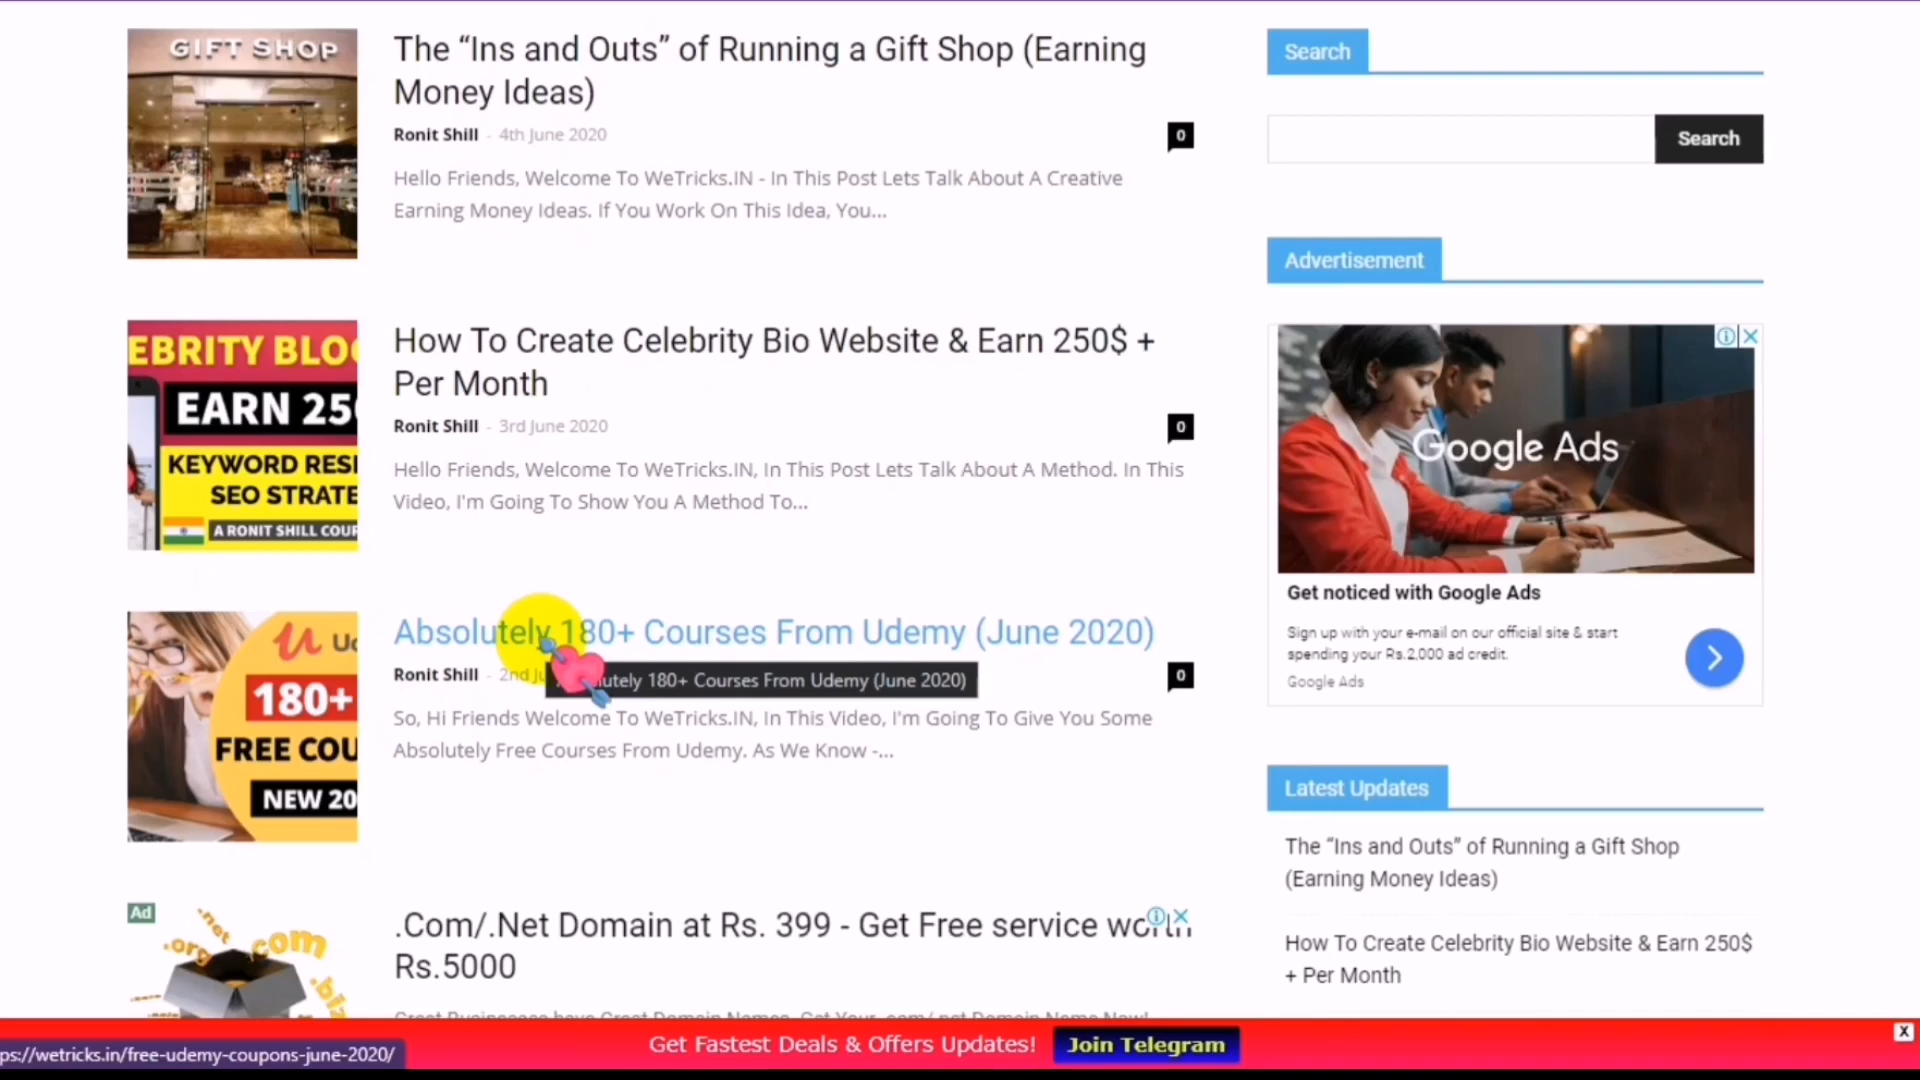 GIFT SHOP
The “Ins and Outs” of Running a Gift Shop (Earning
Money Ideas)
Ronit Shill - 4th June 2020
0
Hello Friends, Welcome To WeTricks.IN - In This Post Lets Talk About A Creative
Earning Money Ideas. If You Work On This Idea, You...
EBRITY BLO
EARN 25
KEYWORD RES
SEO STRATE
A RONIT SHILL COUR
How To Create Celebrity Bio Website & Earn 250$ +
Per Month
Ronit Shill - 3rd June 2020
0
Hello Friends, Welcome To WeTricks.IN, In This Post Lets Talk About A Method. In This
Video, I'm Going To Show You A Method To...
180+
FREE COU
NEW 20
Absolutely 180+ Courses From Udemy (June 2020)
Ronit Shill - 2nd
utely 180+ Courses From Udemy (June 2020)
0
So, Hi Friends Welcome To WeTricks.IN, In This Video, I'm Going To Give You Some
Absolutely Free Courses From Udemy. As We Know -...
Ad
.net
.org
.com
.biz
.Com/.Net Domain at Rs. 399 - Get Free service worth
Rs.5000
Search
Search
Advertisement
Google Ads
Get noticed with Google Ads
Sign up with your e-mail on our official site & start
spending your Rs.2,000 ad credit.
Google Ads
Latest Updates
The “Ins and Outs” of Running a Gift Shop
(Earning Money Ideas)
How To Create Celebrity Bio Website & Earn 250$
+ Per Month
Get Fastest Deals & Offers Updates! Join Telegram
X
ps://wetricks.in/free-udemy-coupons-june-2020/